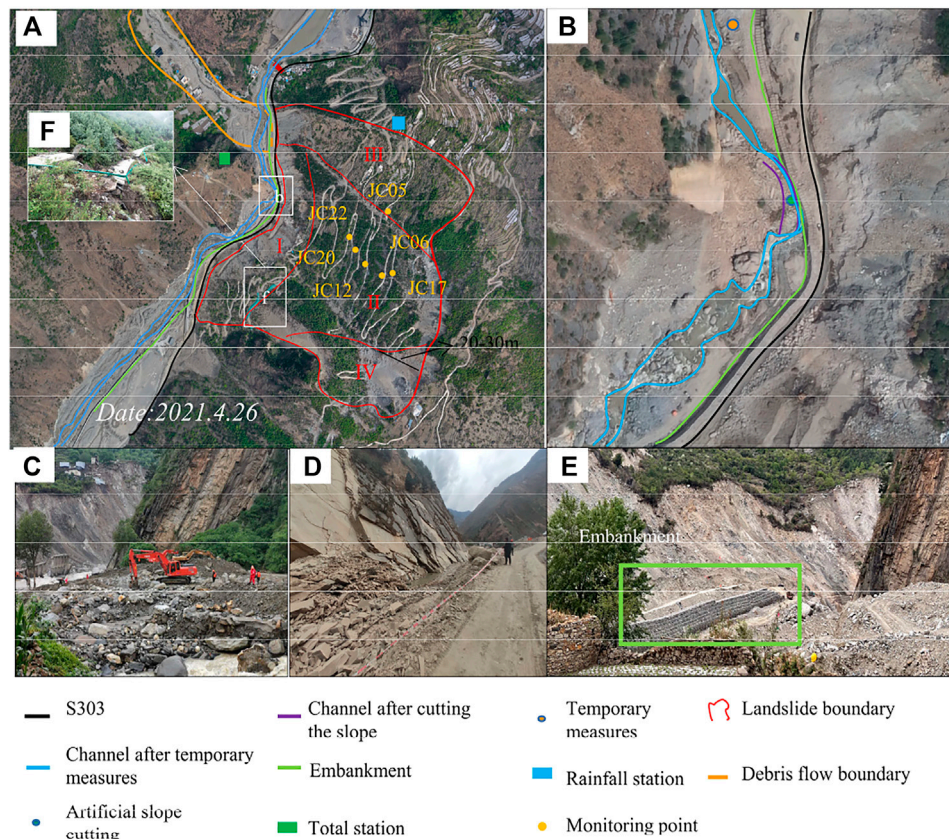 A
B
F
III
JC05
JC22
b
I
JC20
JC06
JC12
JC17
f
II
20-30m
IV
Date:2021.4.26
C
D
E
Embankment
S303
Channel after cutting
the slope
Temporary
measures
Landslide boundary
Channel after temporary
measures
Embankment
Rainfall station
Debris flow boundary
Artificial slope
cutting
Total station
Monitoring point